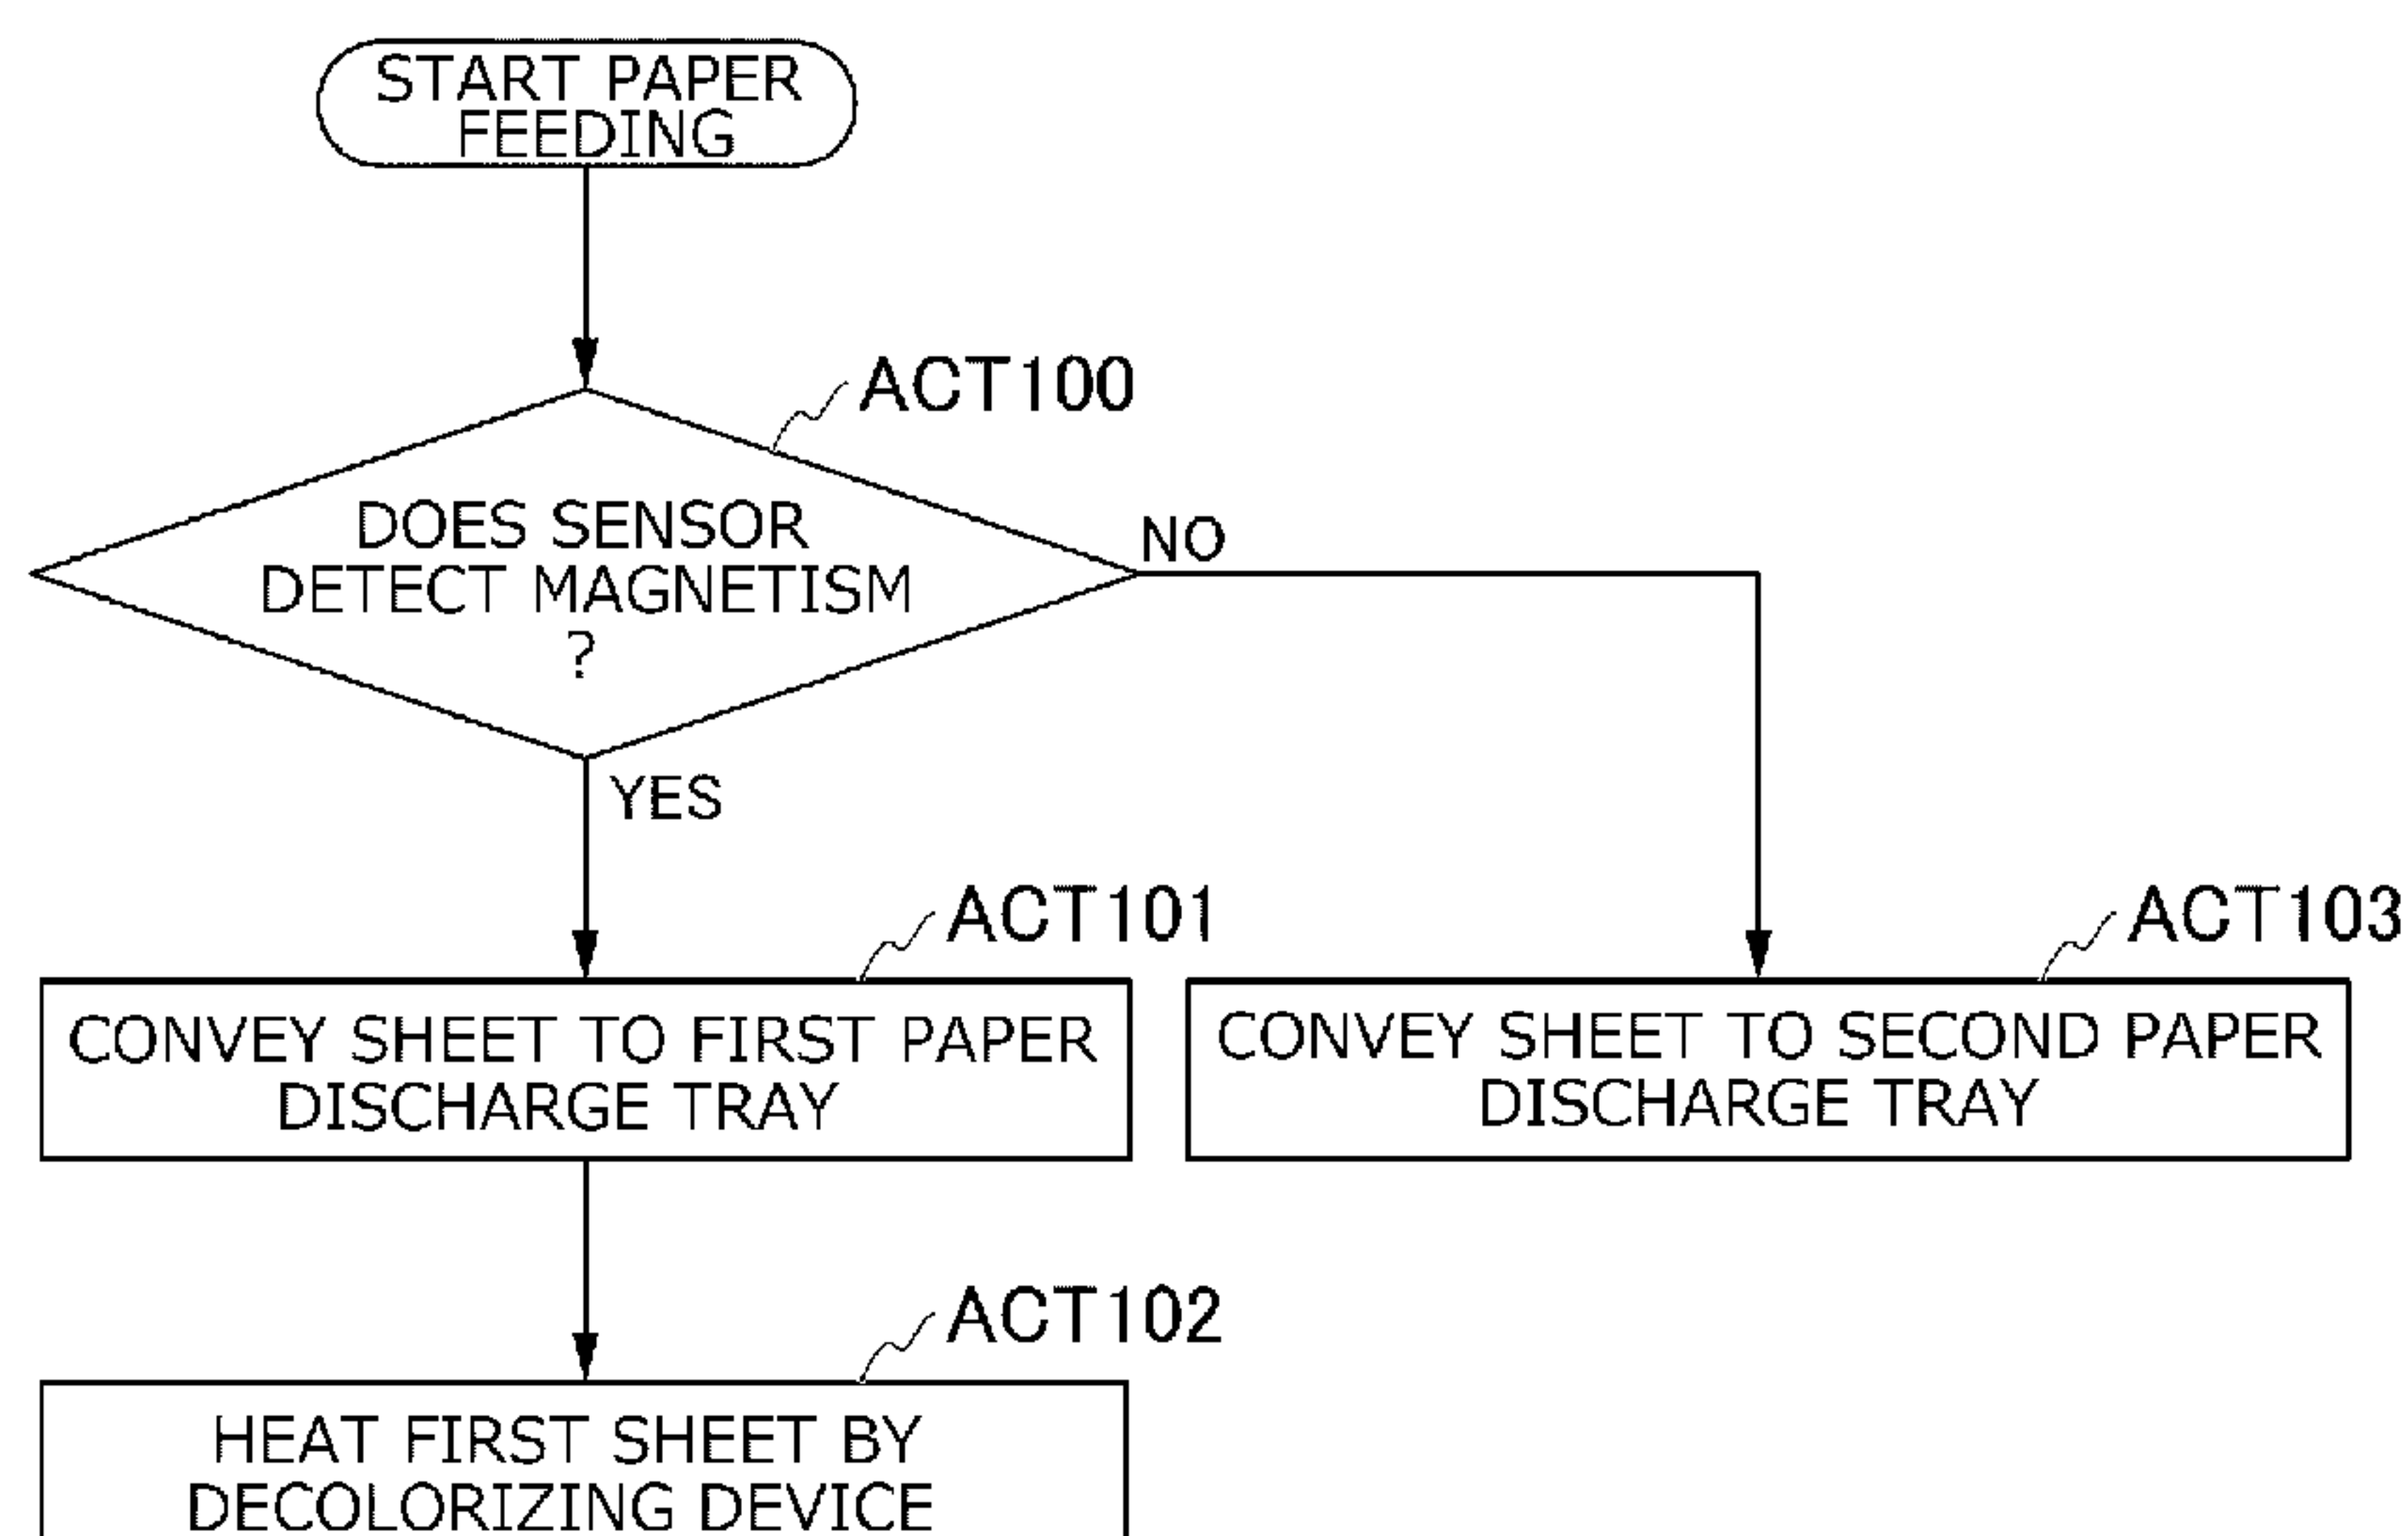 START PAPER
FEEDING
ACT100
DOES SENSOR
DETECT MAGNETISM
?
NO
YES
ACT101
CONVEY SHEET TO FIRST PAPER
DISCHARGE TRAY
ACT103
CONVEY SHEET TO SECOND PAPER
DISCHARGE TRAY
ACT102
HEAT FIRST SHEET BY
DECOLORIZING DEVICE